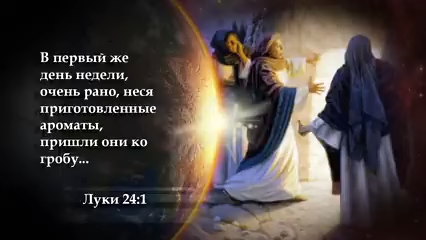 В первый же
день недели,
очень рано, неся
приготовленные
ароматы,
пришли они ко
гробу...
Луки 24:1